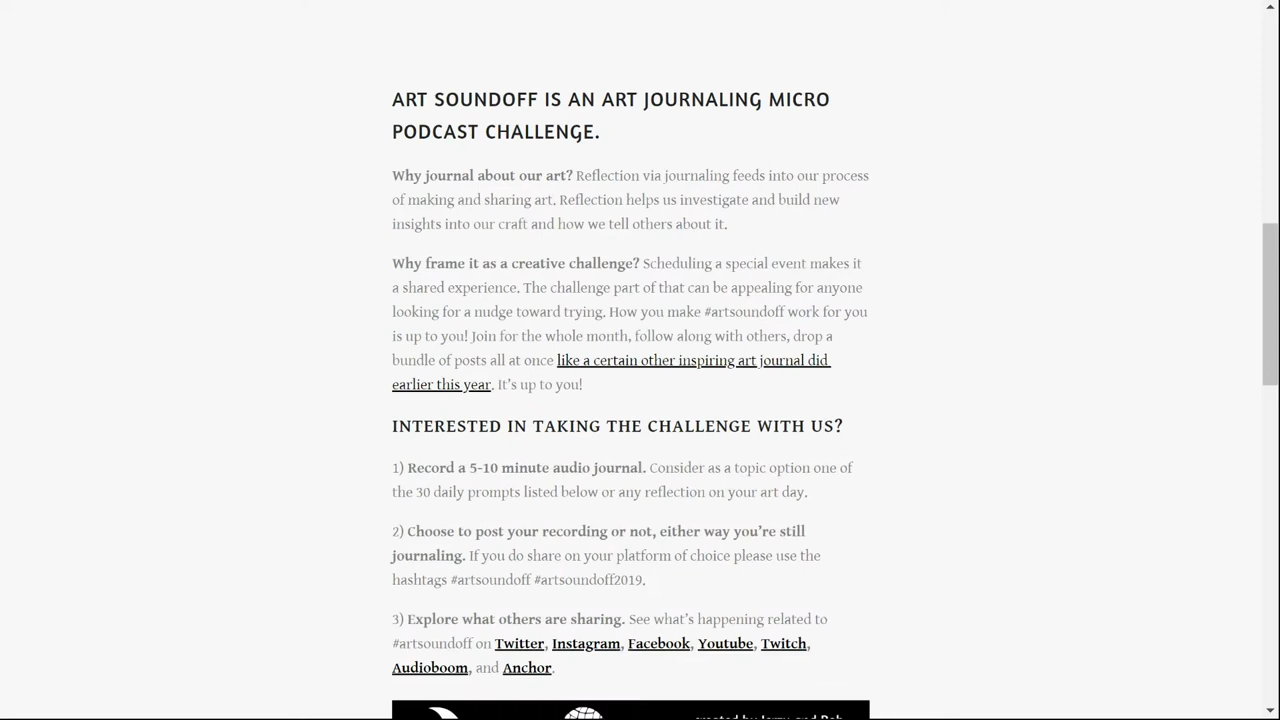 ART SOUNDOFF IS AN ART JOURNALING MICRO
PODCAST CHALLENGE.
Why journal about our art? Reflection via journaling feeds into our process
of making and sharing art. Reflection helps us investigate and build new
insights into our craft and how we tell others about it.
Why frame it as a creative challenge? Scheduling a special event makes it
a shared experience. The challenge part of that can be appealing for anyone
looking for a nudge toward trying. How you make #artsoundoff work for you
is up to you! Join for the whole month, follow along with others, drop a
bundle of posts all at once like a certain other inspiring art journal did
earlier this year. It's up to you!
INTERESTED IN TAKING THE CHALLENGE WITH US?
1) Record a 5-10 minute audio journal. Consider as a topic option one of
the 30 daily prompts listed below or any reflection on your art day.
2) Choose to post your recording or not, either way you're still
journaling. If you do share on your platform of choice please use the
hashtags #artsoundoff #artsoundoff2019.
3) Explore what others are sharing. See what's happening related to
#artsoundoff on Twitter, Instagram, Facebook, Youtube, Twitch,
Audioboom, and Anchor.
created by Jerzy and Rob